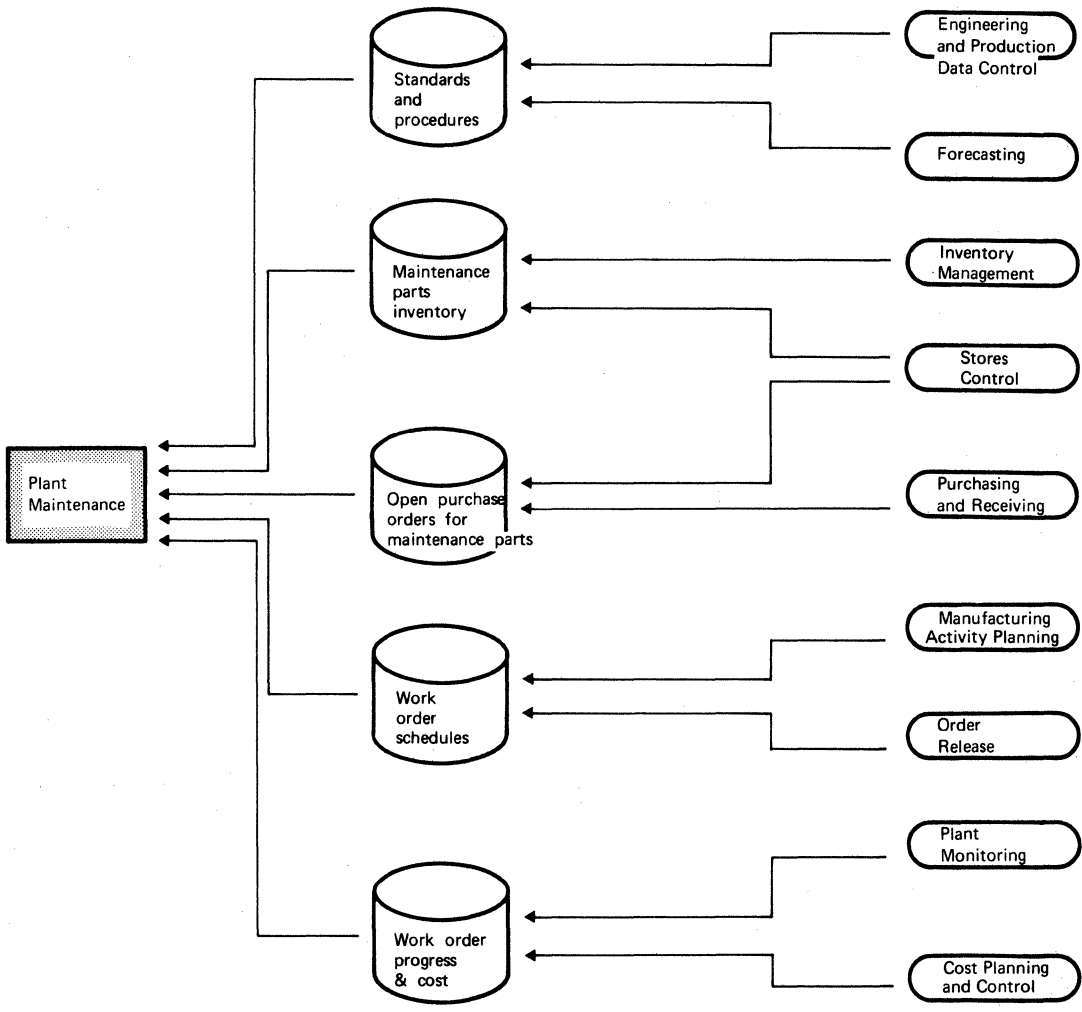 Engineering
and Production
Data Control
Standards
and
procedures
Forecasting
Inventory
Management
Maintenance
parts
inventory
Stores
Control
Plant
Maintenance
Open purchase
orders for
maintenance parts
Purchasing
and Receiving
Manufacturing
Activity Planning
Work
order
schedules
Order
Release
Plant
Monitoring
Work order
progress
& cost
Cost Planning
and Control